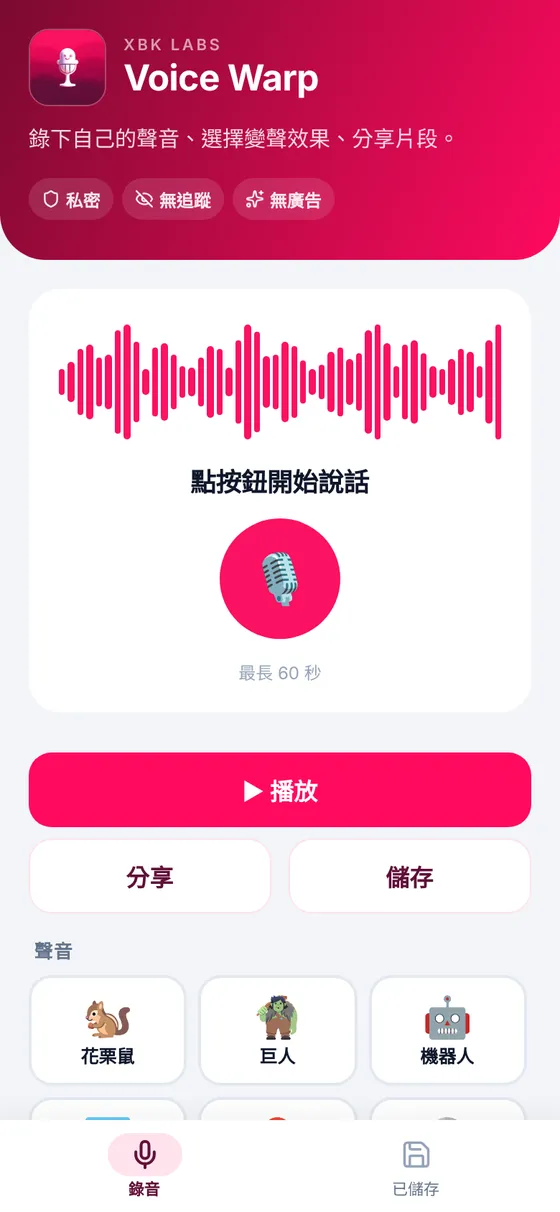 XBK LABS
Voice Warp
錄下自己的聲音、選擇變聲效果、分享片段。
私密 無追蹤 無廣告
點按鈕開始說話
最長 60 秒
▶ 播放
分享 儲存
聲音
花栗鼠 巨人 機器人
錄音 已儲存